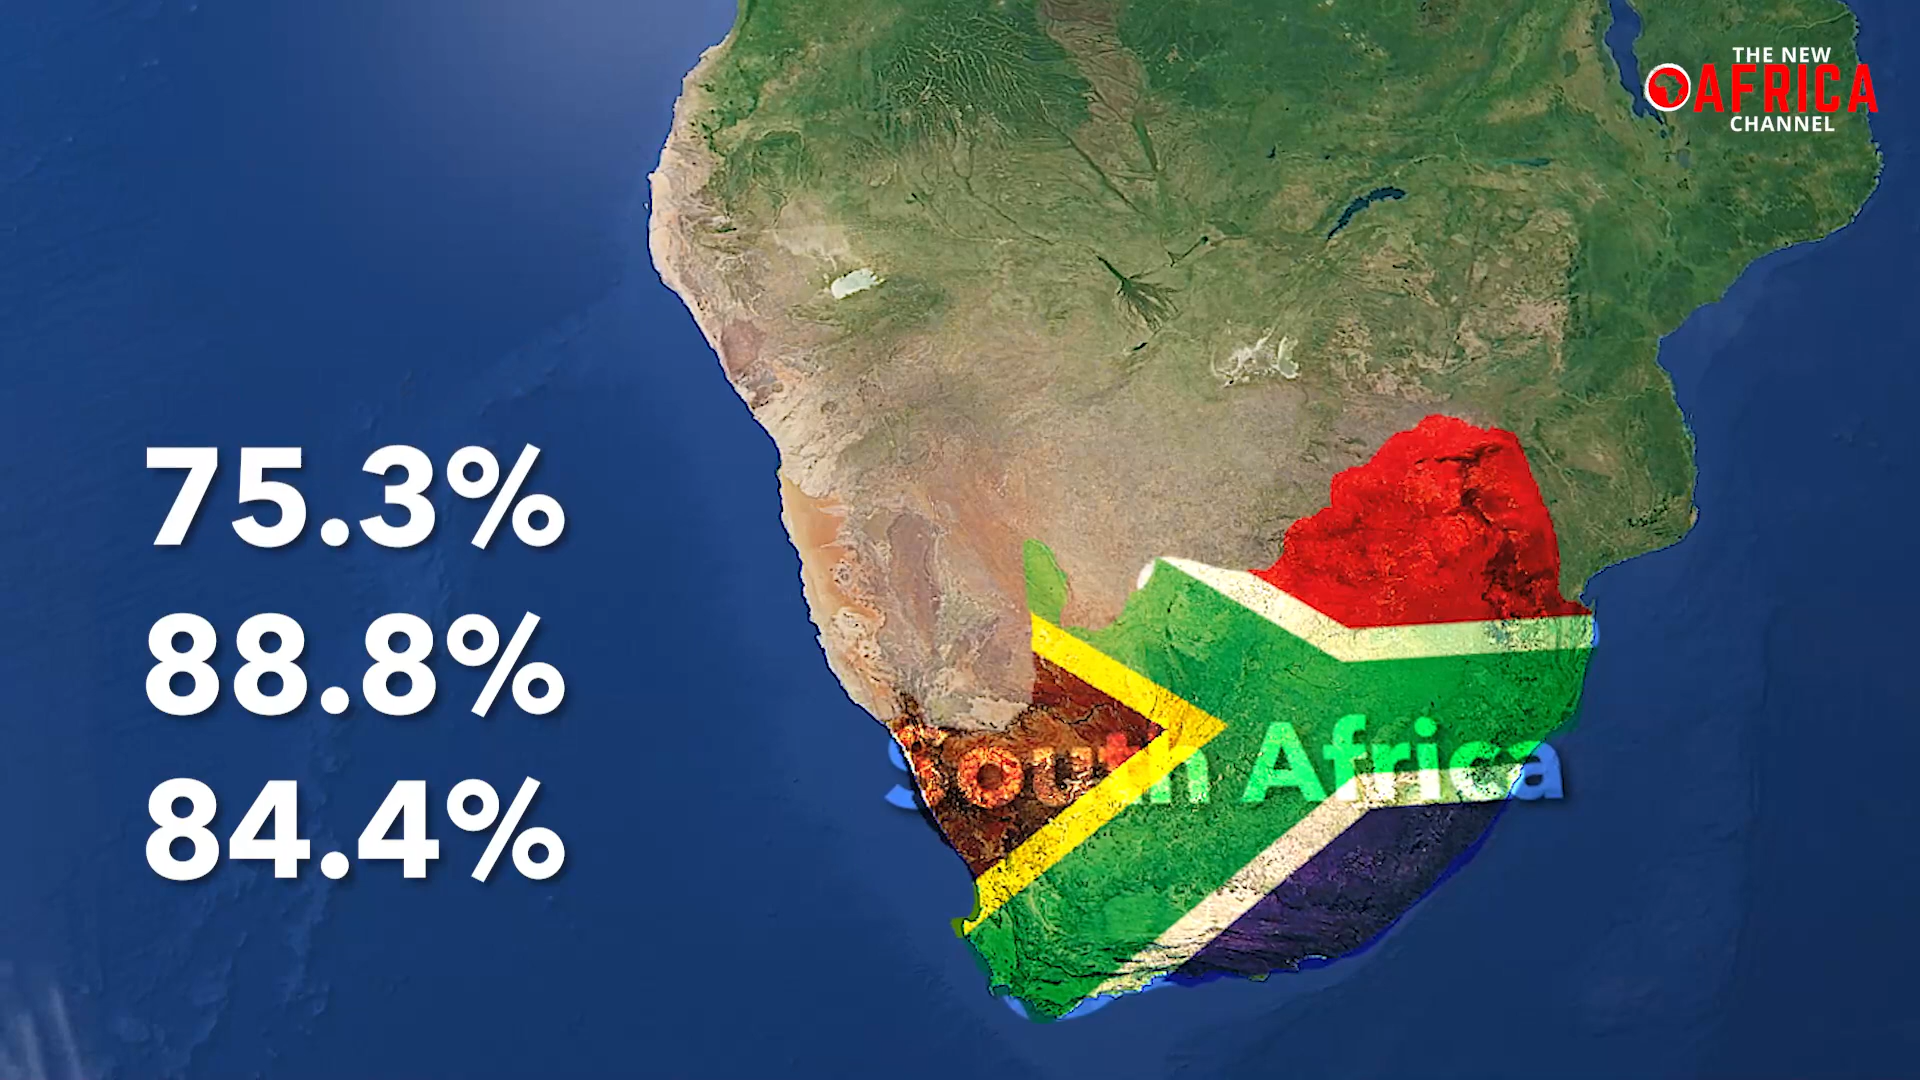 THE NEW
AFRICA
CHANNEL
75.3%
88.8%
84.4%
South Africa